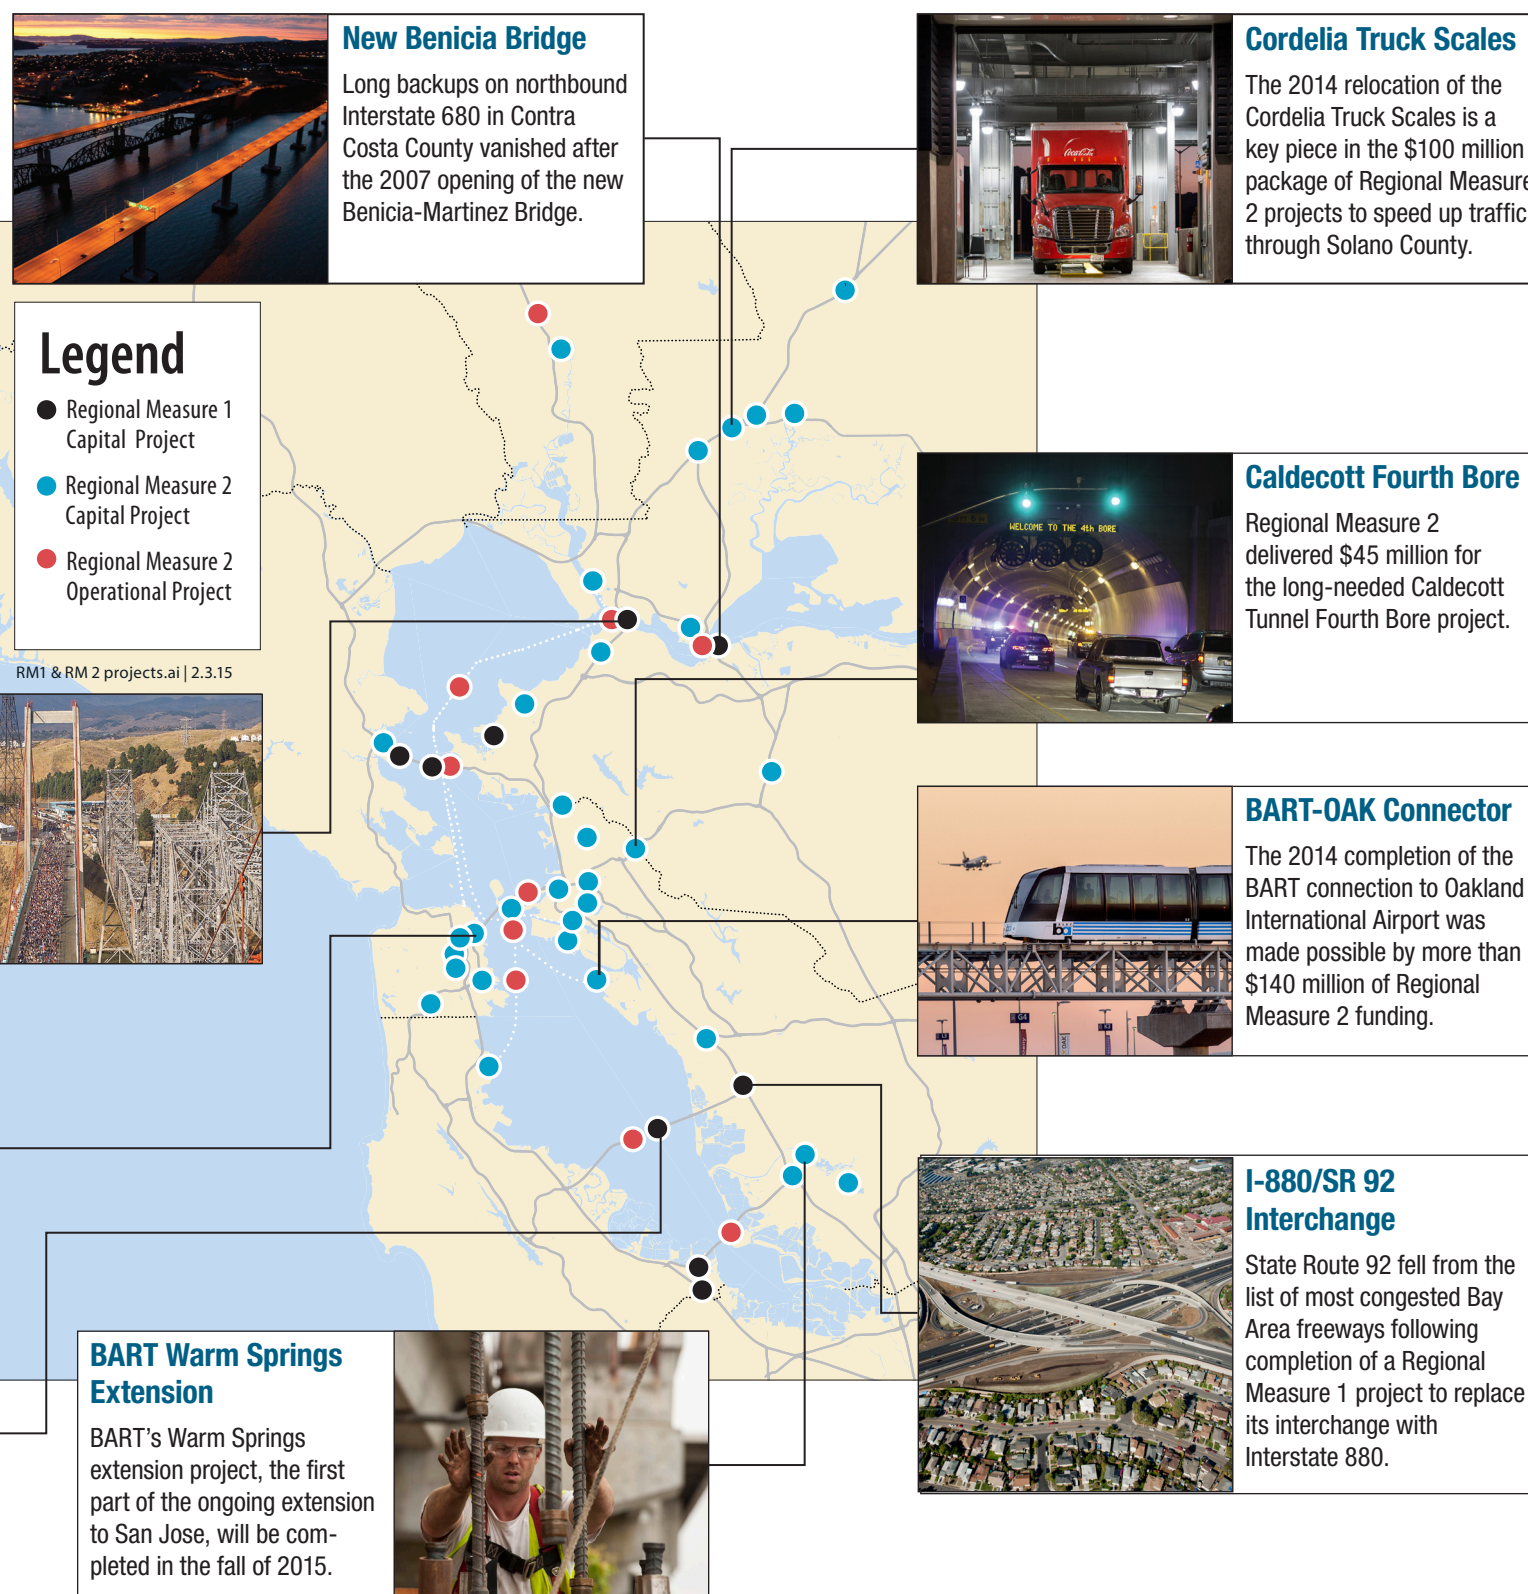 New Benicia Bridge
Long backups on northbound
Interstate 680 in Contra
Costa County vanished after
the 2007 opening of the new
Benicia-Martinez Bridge.
Cordelia Truck Scales
The 2014 relocation of the
Cordelia Truck Scales is a
key piece in the $100 million
package of Regional Measure
2 projects to speed up traffic
through Solano County.
Coca-Cola
Legend
Regional Measure 1
Capital Project
Regional Measure 2
Capital Project
Regional Measure 2
Operational Project
RM1 & RM 2 projects.ai | 2.3.15
WELCOME TO THE 4th BORE
Caldecott Fourth Bore
Regional Measure 2
delivered $45 million for
the long-needed Caldecott
Tunnel Fourth Bore project.
BART-OAK Connector
The 2014 completion of the
BART connection to Oakland
International Airport was
made possible by more than
$140 million of Regional
Measure 2 funding.
ba
G4
OAK
I-880/SR 92
Interchange
State Route 92 fell from the
list of most congested Bay
Area freeways following
completion of a Regional
Measure 1 project to replace
its interchange with
Interstate 880.
BART Warm Springs
Extension
BART's Warm Springs
extension project, the first
part of the ongoing extension
to San Jose, will be com-
pleted in the fall of 2015.